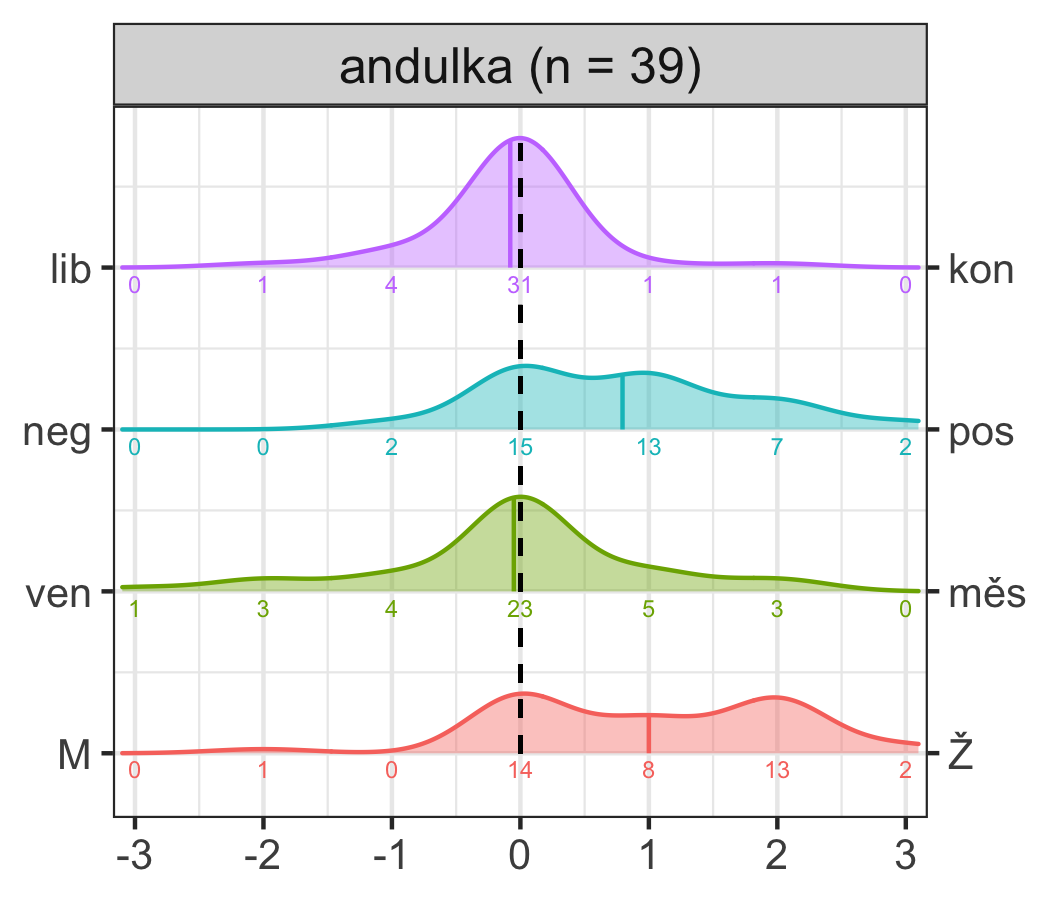 andulka (n = 39)
lib kon
0 1 4 31 1 1 0
neg pos
0 0 2 15 13 7 2
ven měs
1 3 4 23 5 3 0
M Ž
0 1 0 14 8 13 2
-3 -2 -1 0 1 2 3